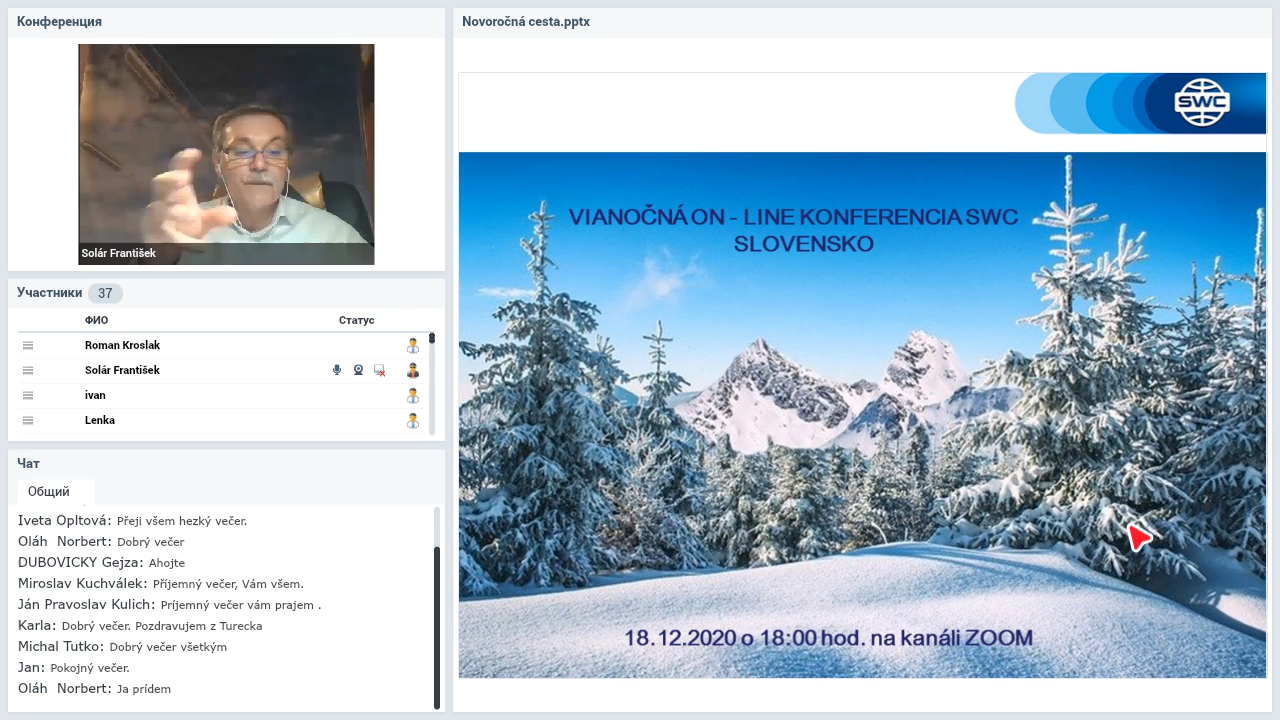 Конференция
Solár František
Участники 37
ФИО Статус
Roman Kroslak
Solár František
ivan
Lenka
Чат
Общий
Iveta Opltová: Přeji všem hezký večer.
Oláh Norbert: Dobrý večer
DUBOVICKY Gejza: Ahojte
Miroslav Kuchválek: Příjemný večer, Vám všem.
Ján Pravoslav Kulich: Príjemný večer vám prajem .
Karla: Dobrý večer. Pozdravujem z Turecka
Michal Tutko: Dobrý večer všetkým
Jan: Pokojný večer.
Oláh Norbert: Ja prídem
Novoročná cesta.pptx
SWC
VIANOČNÁ ON - LINE KONFERENCIA SWC
SLOVENSKO
18.12.2020 o 18:00 hod. na kanáli ZOOM